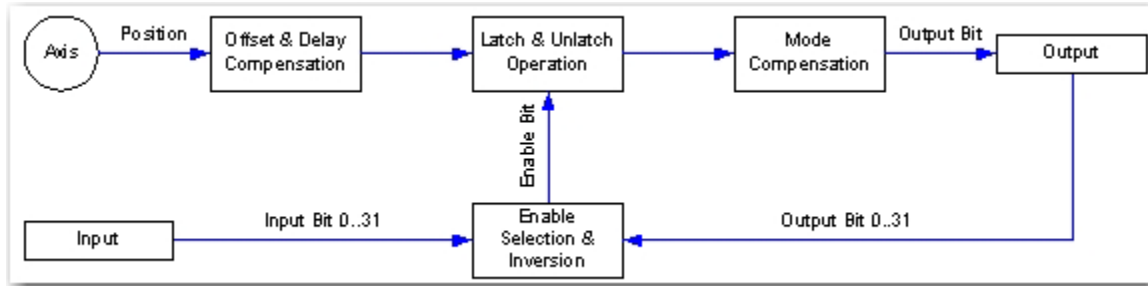 Axis
Position
Offset & Delay
Compensation
Latch & Unlatch
Operation
Mode
Compensation
Output Bit
Output
Enable Bit
Input
Input Bit 0..31
Enable
Selection &
Inversion
Output Bit 0..31